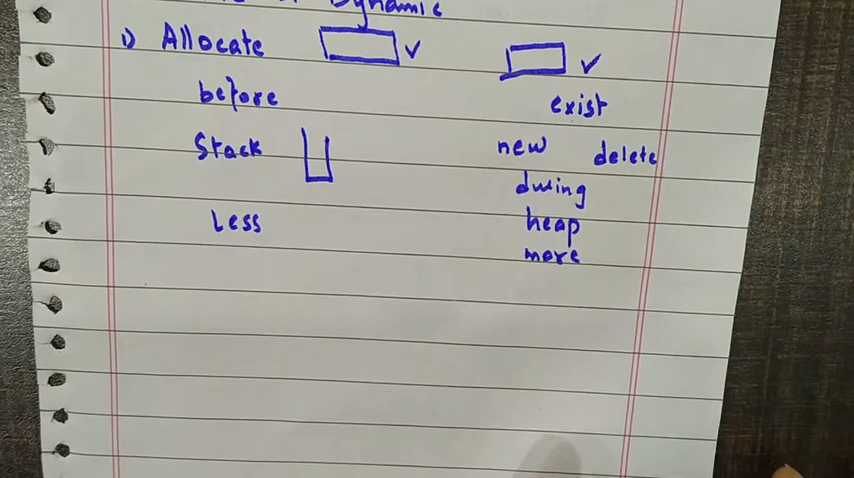 Dynamic
1) Allocate
before exist
Stack new delete
during
Less heap
more